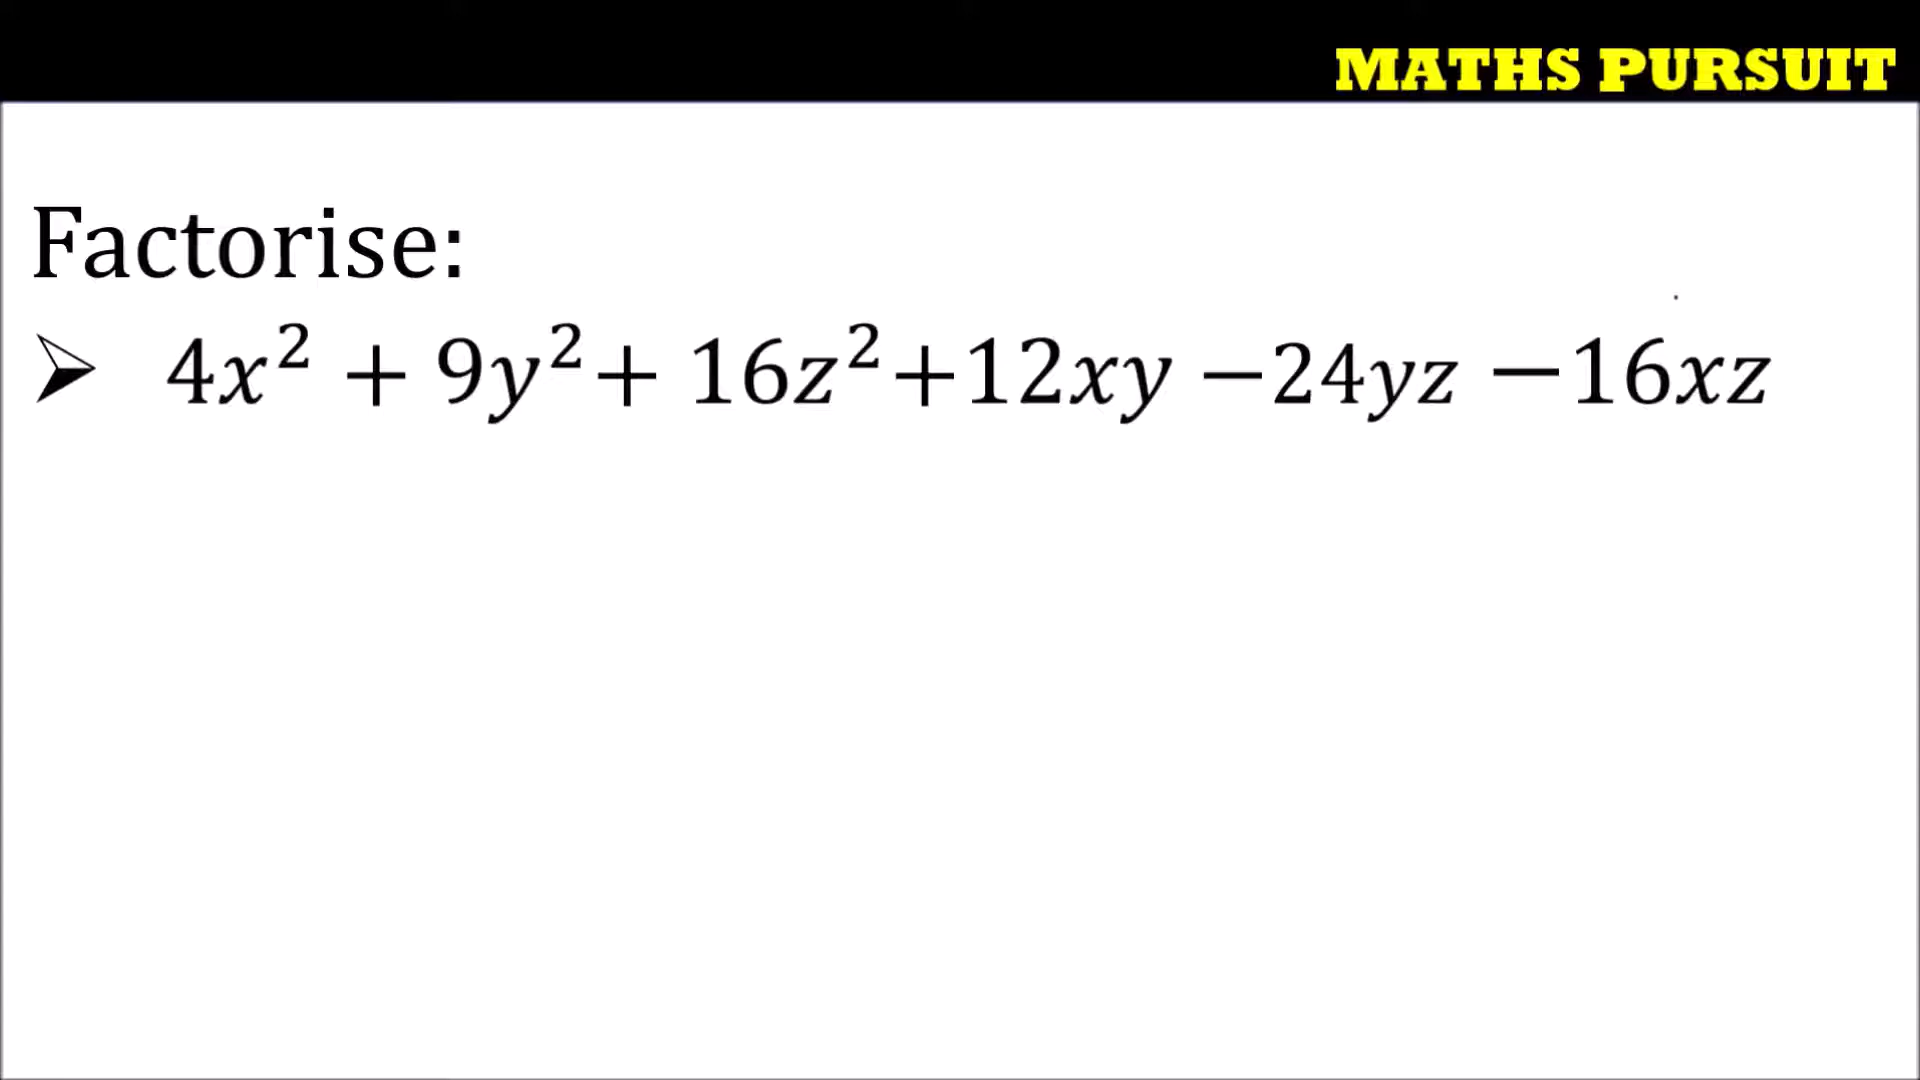 MATHS PURSUIT
Factorise:
➢ 4x² + 9y² + 16z² +12xy −24yz −16xz